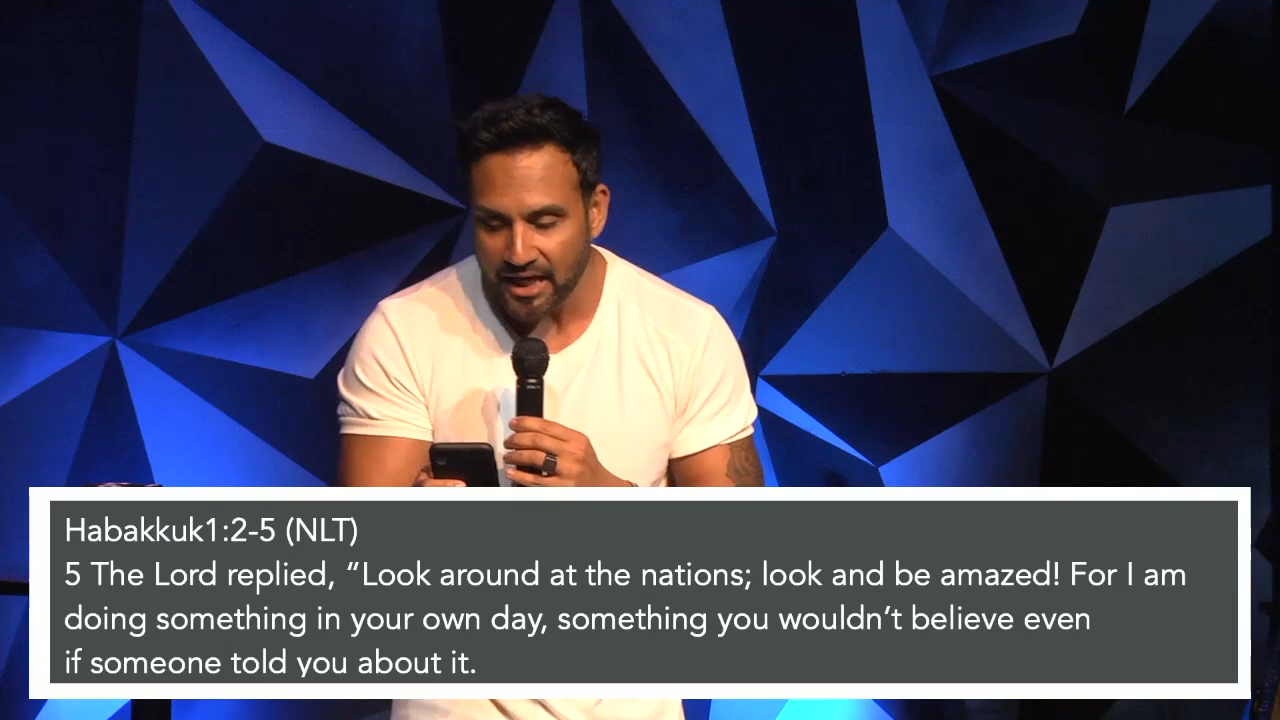 Habakkuk1:2-5 (NLT)
5 The Lord replied, “Look around at the nations; look and be amazed! For I am
doing something in your own day, something you wouldn’t believe even
if someone told you about it.